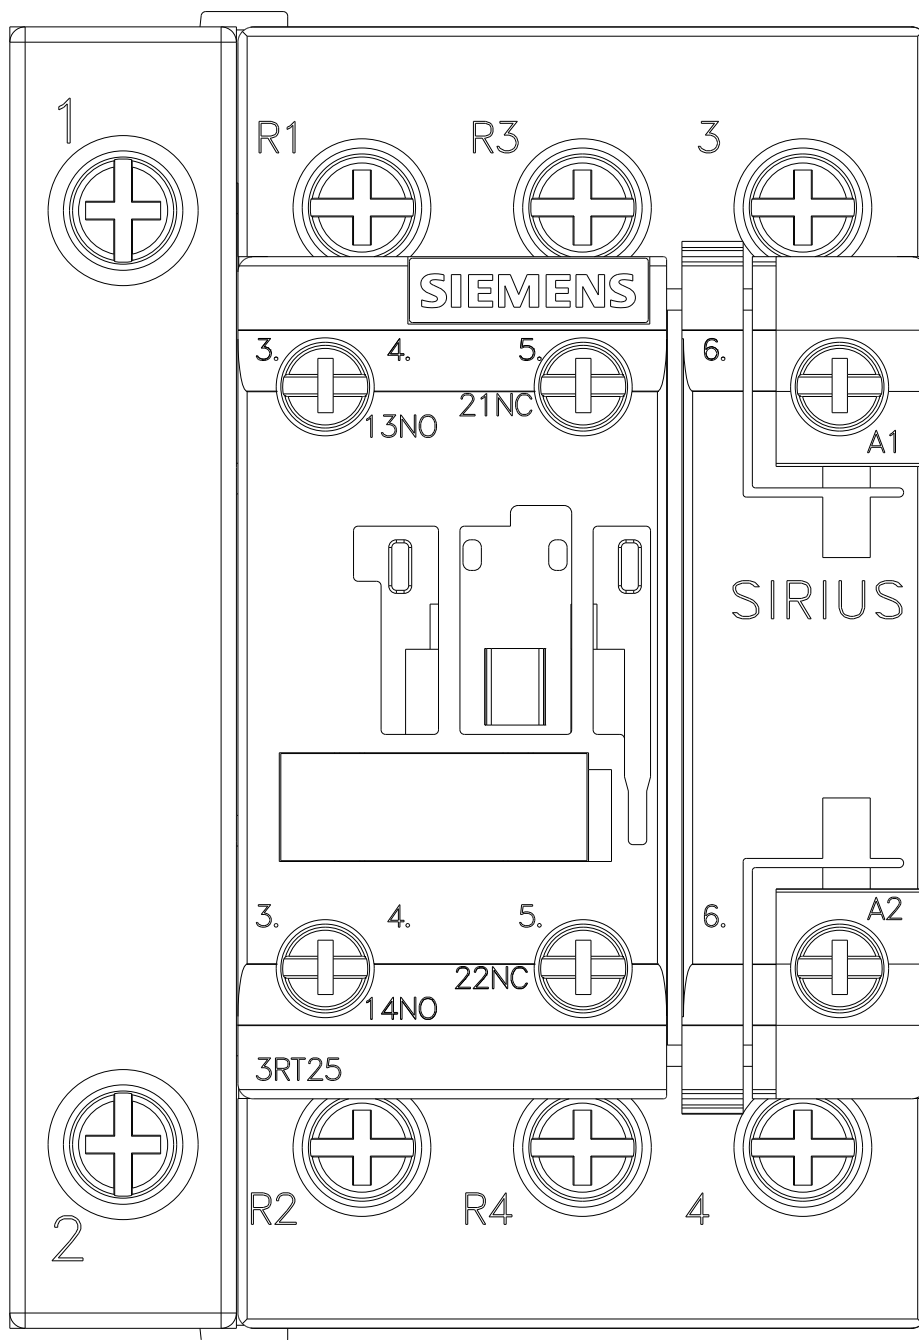 1
R1 R3 3
SIEMENS
3. 4. 5. 6.
13NO 21NC A1
SIRIUS
3. 4. 5. 6. A2
14NO 22NC
3RT25
2 R2 R4 4